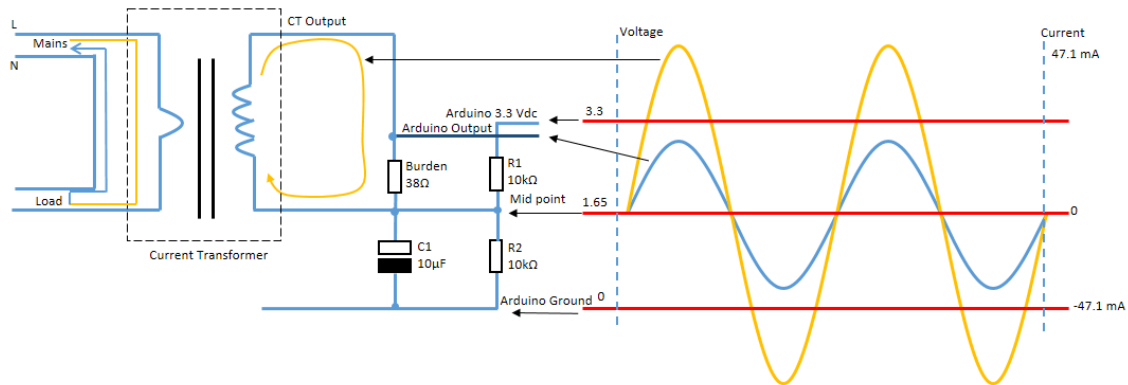 L
CT Output
Mains
N
Load
Current Transformer
Burden
38Ω
C1
10µF
R1
10kΩ
R2
10kΩ
Arduino 3.3 Vdc
Arduino Output
Mid point
Arduino Ground
Voltage
3.3
1.65
0
Current
47.1 mA
0
-47.1 mA